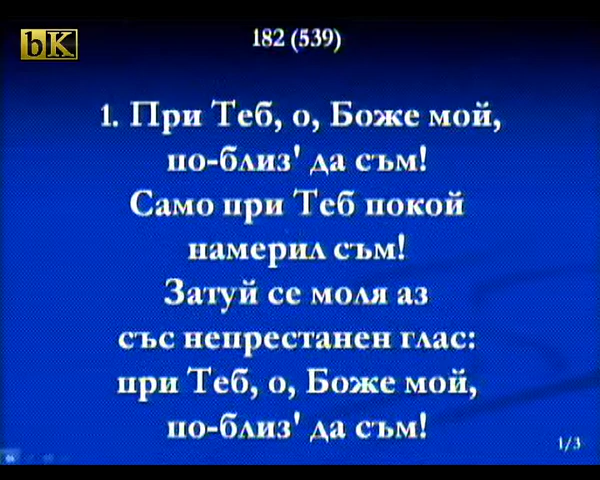 bK
182 (539)
1. При Теб, о, Боже мой,
по-близ' да съм!
Само при Теб покой
намерил съм!
Затуй се моля аз
със непрестанен глас:
при Теб, о, Боже мой,
по-близ' да съм!
1/3